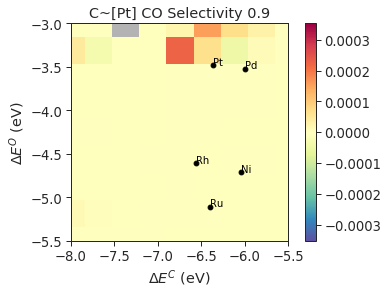 C~[Pt] CO Selectivity 0.9
−3.0
−3.5
−4.0
−4.5
−5.0
−5.5
ΔE^O (eV)
Pt
Pd
Rh
Ni
Ru
−8.0 −7.5 −7.0 −6.5 −6.0 −5.5
ΔE^C (eV)
0.0003
0.0002
0.0001
0.0000
−0.0001
−0.0002
−0.0003